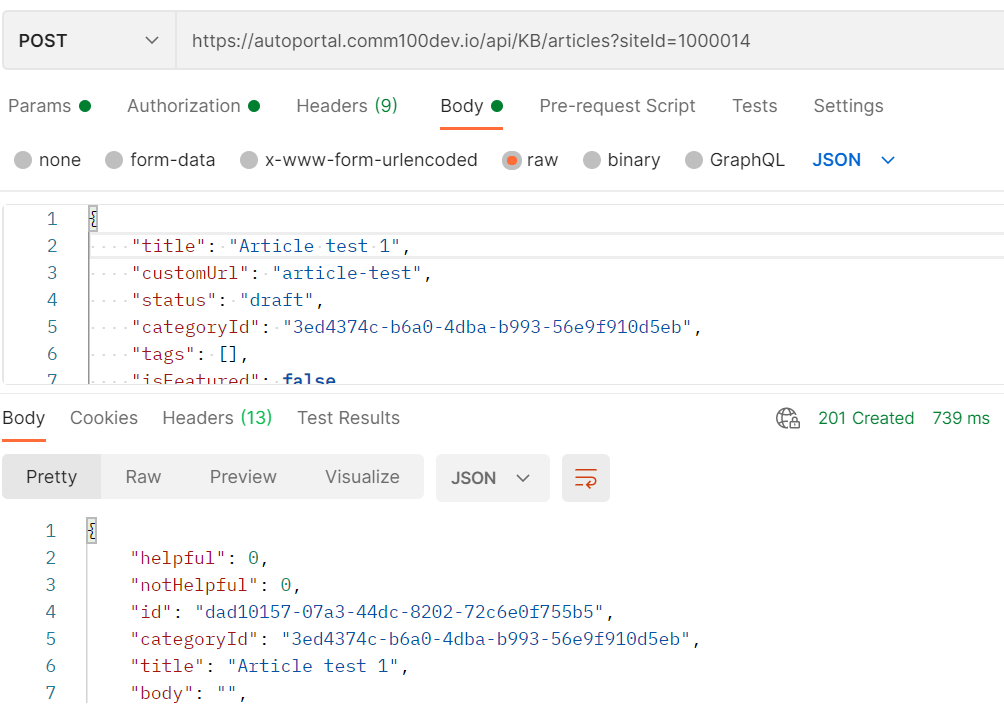 POST https://autoportal.comm100dev.io/api/KB/articles?siteId=1000014
Params Authorization Headers (9) Body Pre-request Script Tests Settings
none form-data x-www-form-urlencoded raw binary GraphQL JSON
1 {
2 "title": "Article test 1",
3 "customUrl": "article-test",
4 "status": "draft",
5 "categoryId": "3ed4374c-b6a0-4dba-b993-56e9f910d5eb",
6 "tags": [],
7 "isFeatured": false
Body Cookies Headers (13) Test Results 201 Created 739 ms
Pretty Raw Preview Visualize JSON
1 {
2 "helpful": 0,
3 "notHelpful": 0,
4 "id": "dad10157-07a3-44dc-8202-72c6e0f755b5",
5 "categoryId": "3ed4374c-b6a0-4dba-b993-56e9f910d5eb",
6 "title": "Article test 1",
7 "body": "",